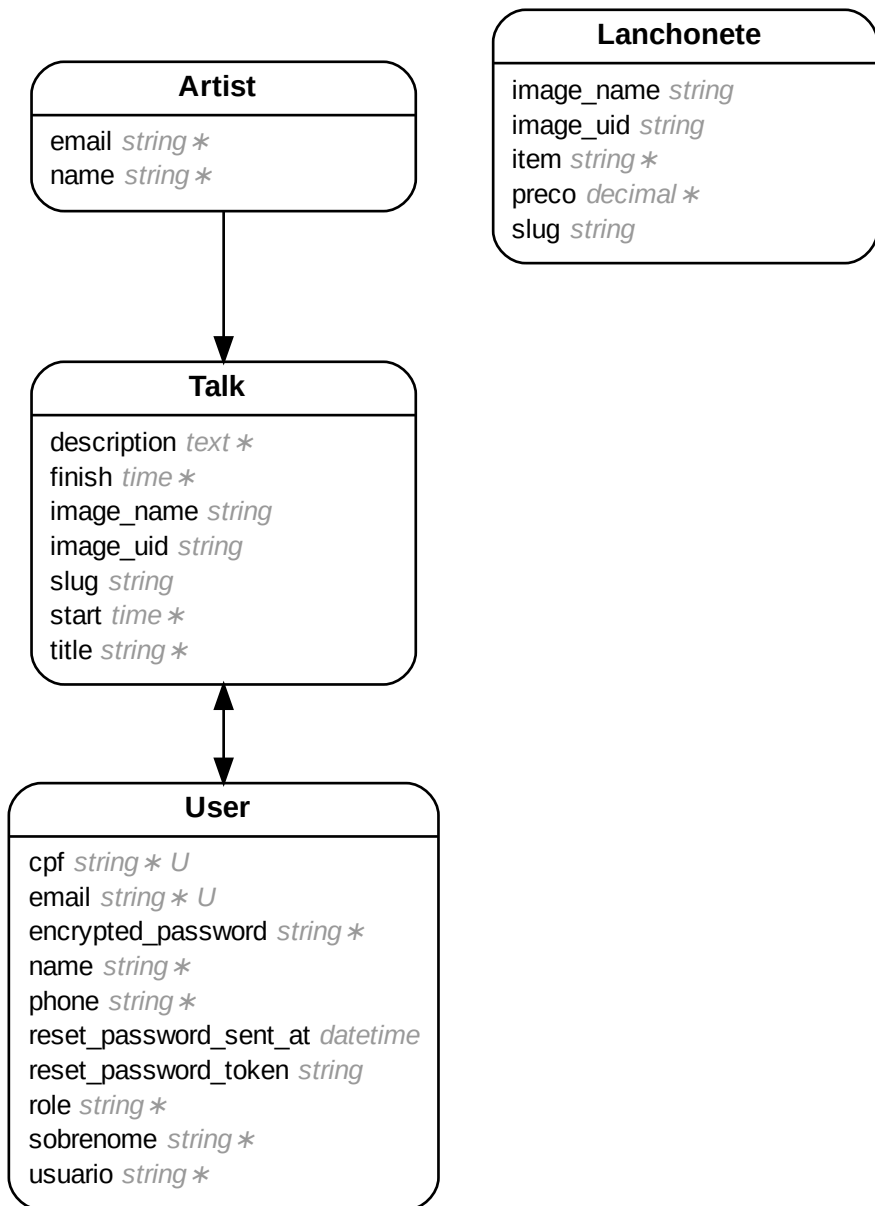 Artist
email string ∗
name string ∗
Lanchonete
image_name string
image_uid string
item string ∗
preco decimal ∗
slug string
Talk
description text ∗
finish time ∗
image_name string
image_uid string
slug string
start time ∗
title string ∗
User
cpf string ∗ U
email string ∗ U
encrypted_password string ∗
name string ∗
phone string ∗
reset_password_sent_at datetime
reset_password_token string
role string ∗
sobrenome string ∗
usuario string ∗